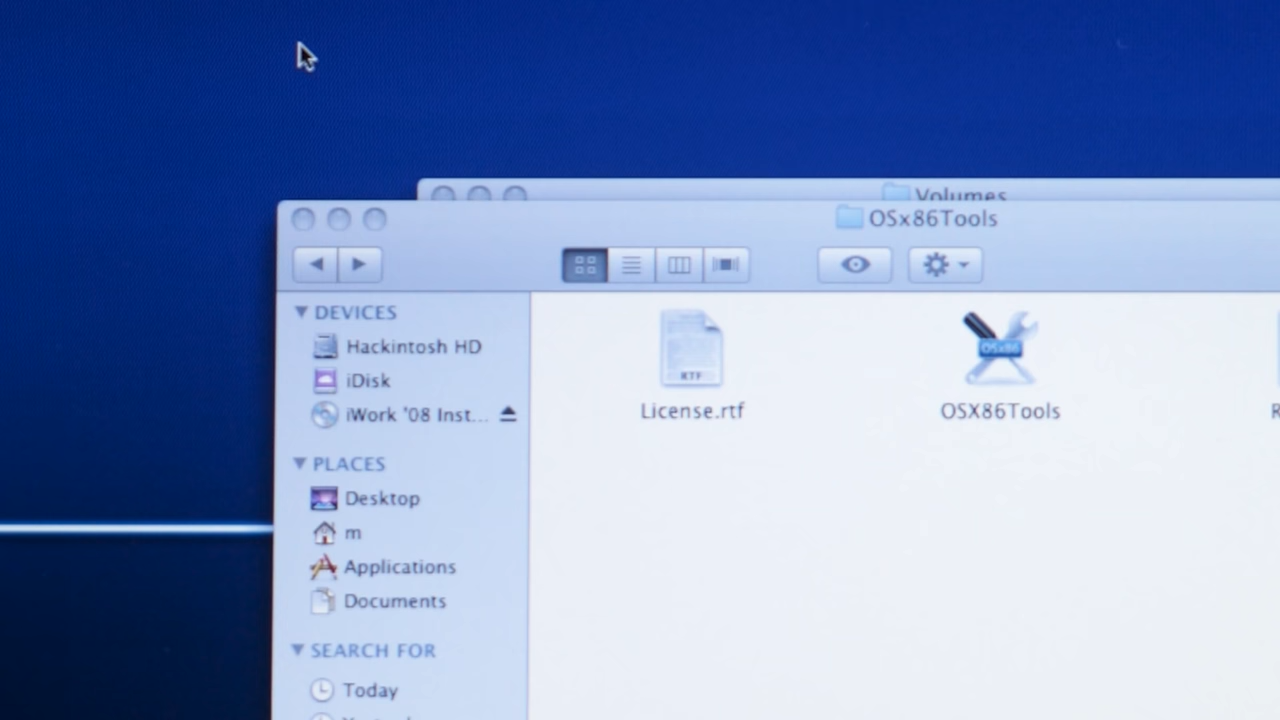 Volumes
OSx86Tools
DEVICES
Hackintosh HD
iDisk
iWork '08 Inst...
PLACES
Desktop
m
Applications
Documents
SEARCH FOR
Today
RTF
License.rtf
OSx86
OSX86Tools
R